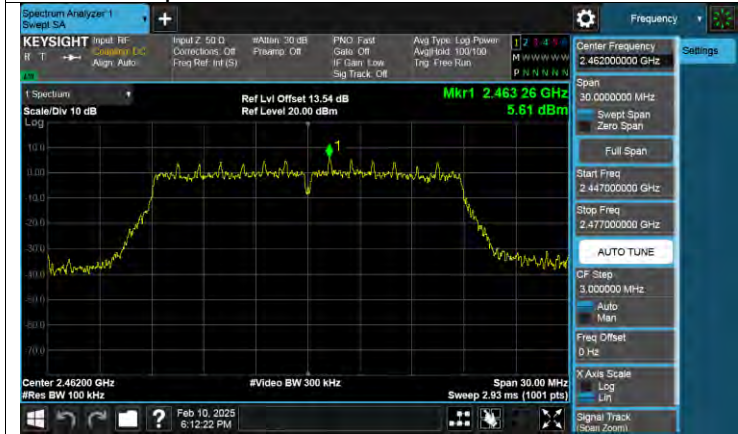 Spectrum Analyzer 1
Swept SA
+
Frequency
KEYSIGHT
R T
Input: RF
Coupling: DC
Align: Auto
Input Z: 50 Ω
Corrections: Off
Freq Ref: Int (S)
#Atten: 30 dB
Preamp: Off
PNO: Fast
Gate: Off
IF Gain: Low
Sig Track: Off
Avg Type: Log-Power
Avg|Hold: 100/100
Trig: Free Run
1 2 3 4 5 6
M W W W W W
P N N N N N
Center Frequency
2.462000000 GHz
Settings
Span
30.0000000 MHz
Swept Span
Zero Span
Full Span
Start Freq
2.447000000 GHz
Stop Freq
2.477000000 GHz
AUTO TUNE
CF Step
3.000000 MHz
Auto
Man
Freq Offset
0 Hz
X Axis Scale
Log
Lin
Signal Track
(Span Zoom)
1 Spectrum
Scale/Div 10 dB
Ref Lvl Offset 13.54 dB
Ref Level 20.00 dBm
Mkr1 2.463 26 GHz
5.61 dBm
Log
1
10.0
0.00
-10.0
-20.0
-30.0
-40.0
-50.0
-60.0
-70.0
Center 2.46200 GHz
#Res BW 100 kHz
#Video BW 300 kHz
Span 30.00 MHz
Sweep 2.93 ms (1001 pts)
?
Feb 10, 2025
6:12:22 PM